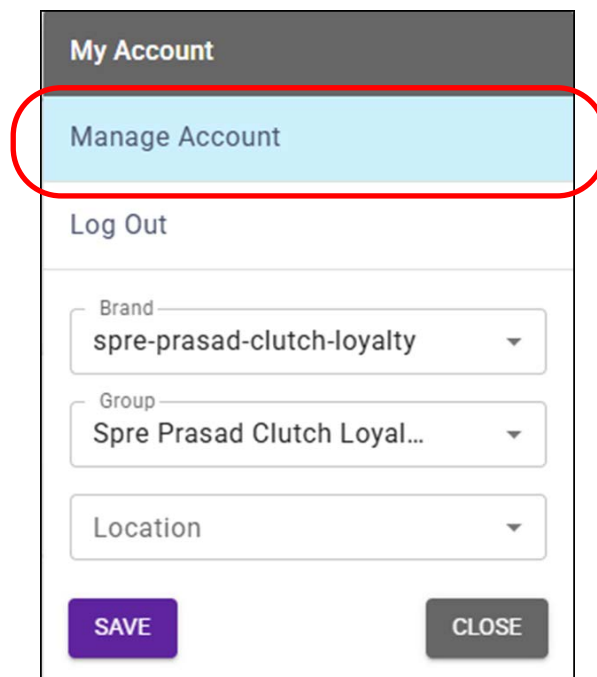 My Account
Manage Account
Log Out
Brand
spre-prasad-clutch-loyalty
Group
Spre Prasad Clutch Loyal...
Location
SAVE
CLOSE